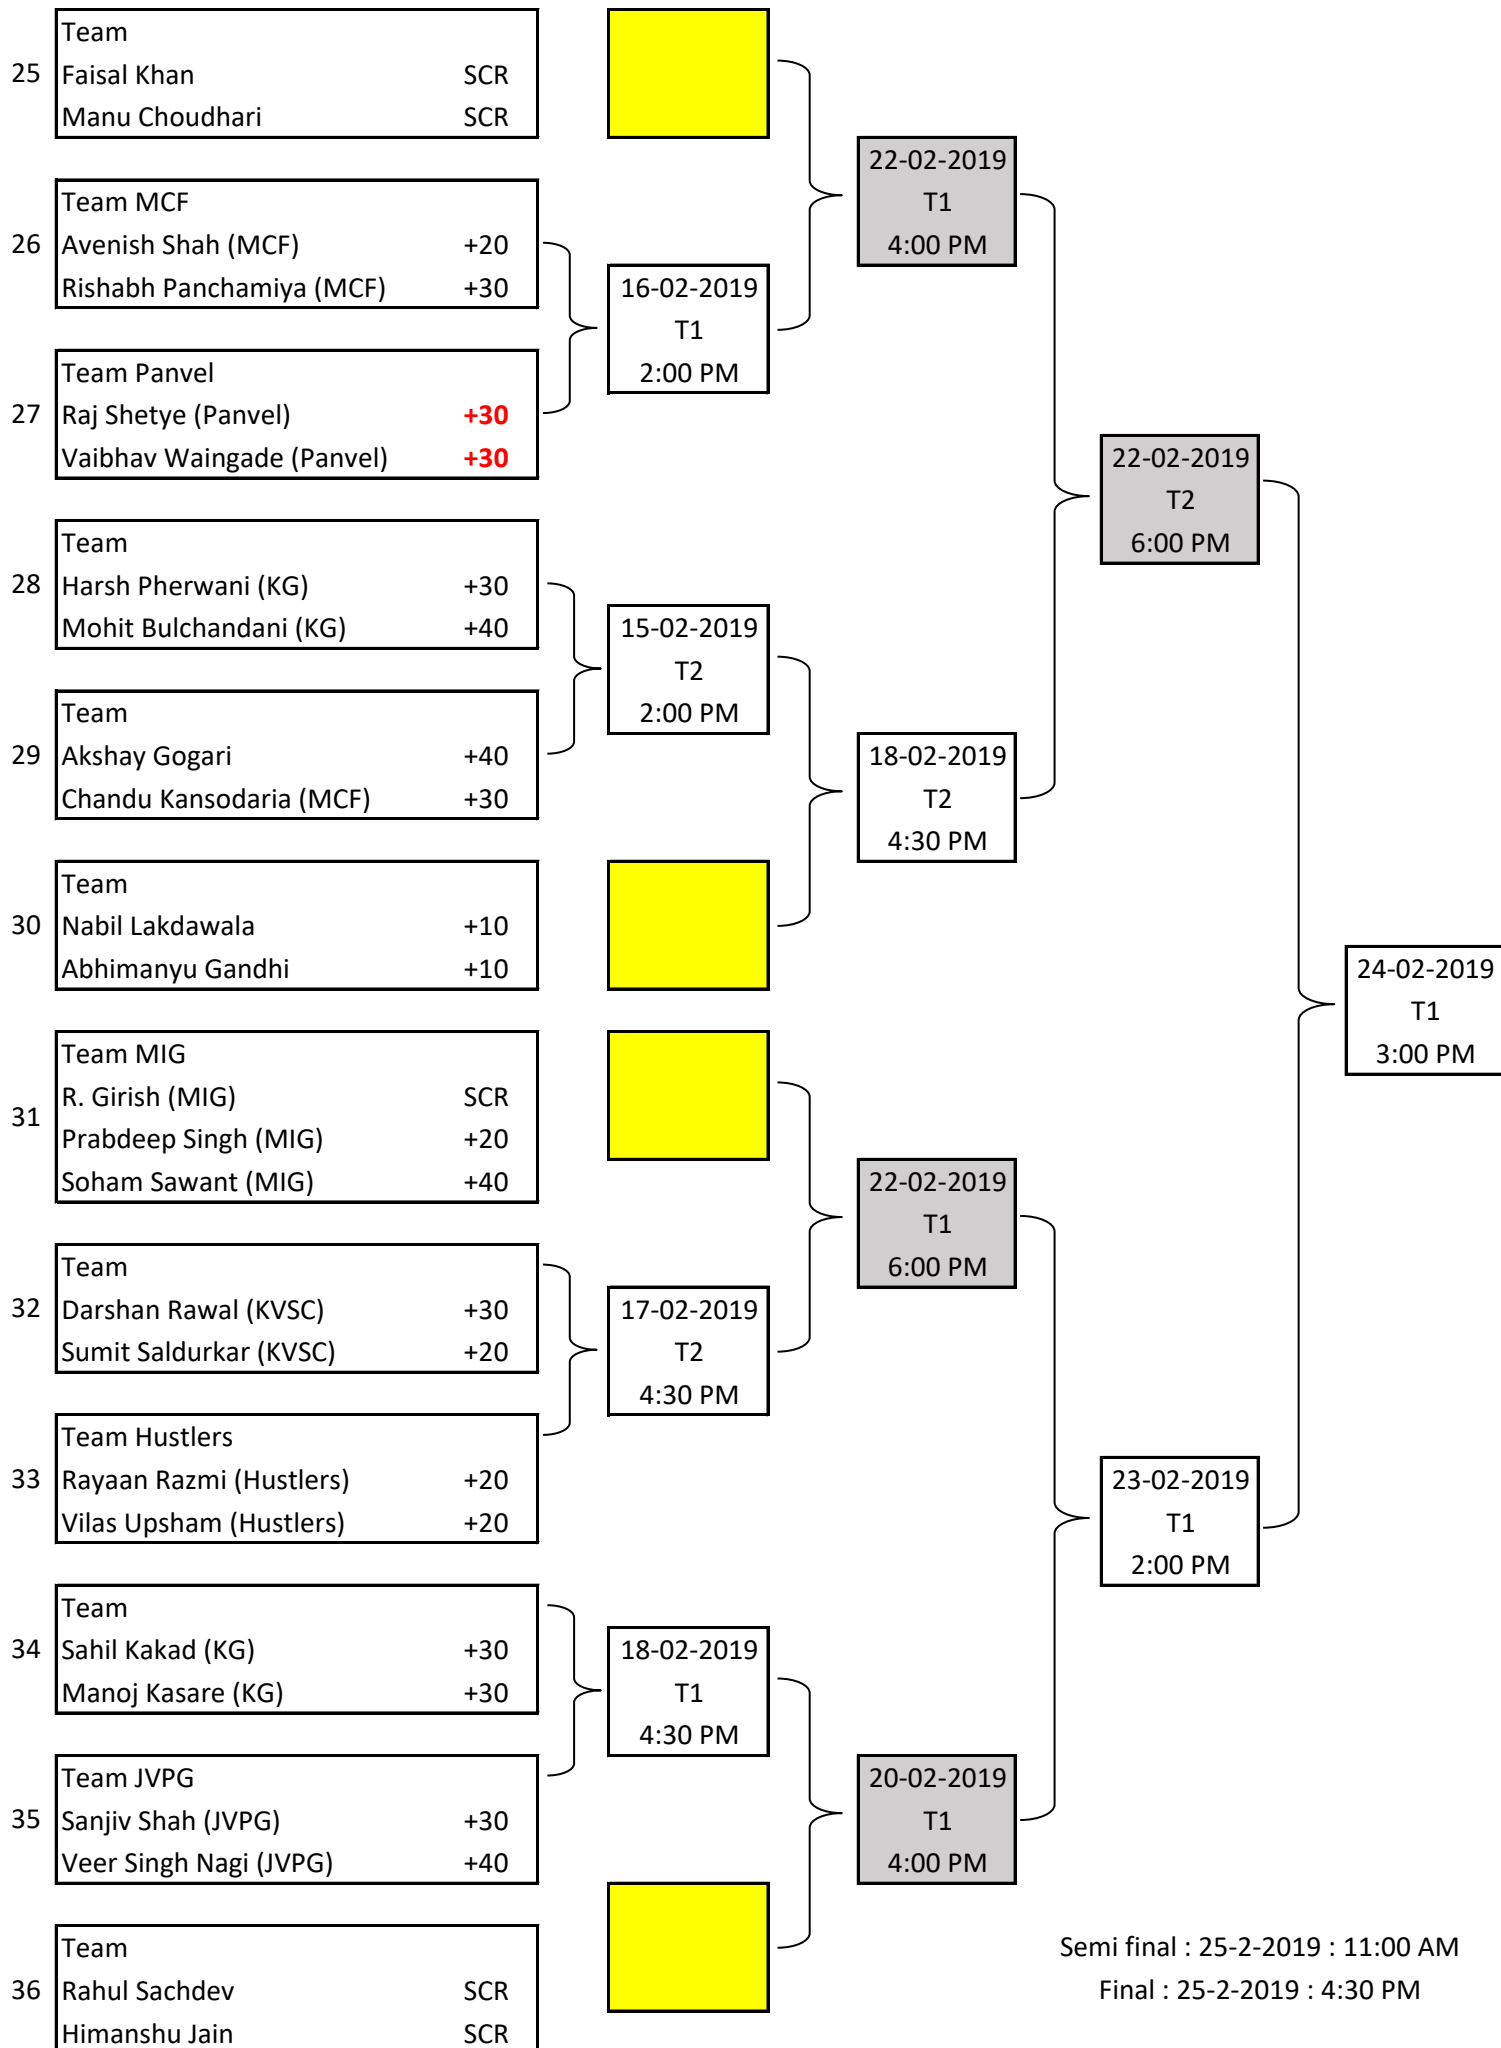 Team
25 Faisal Khan SCR
Manu Choudhari SCR
Team MCF
26 Avenish Shah (MCF) +20
Rishabh Panchamiya (MCF) +30
Team Panvel
27 Raj Shetye (Panvel) +30
Vaibhav Waingade (Panvel) +30
Team
28 Harsh Pherwani (KG) +30
Mohit Bulchandani (KG) +40
Team
29 Akshay Gogari +40
Chandu Kansodaria (MCF) +30
Team
30 Nabil Lakdawala +10
Abhimanyu Gandhi +10
Team MIG
R. Girish (MIG) SCR
31
Prabdeep Singh (MIG) +20
Soham Sawant (MIG) +40
Team
32 Darshan Rawal (KVSC) +30
Sumit Saldurkar (KVSC) +20
Team Hustlers
33 Rayaan Razmi (Hustlers) +20
Vilas Upsham (Hustlers) +20
Team
34 Sahil Kakad (KG) +30
Manoj Kasare (KG) +30
Team JVPG
35 Sanjiv Shah (JVPG) +30
Veer Singh Nagi (JVPG) +40
Team
36 Rahul Sachdev SCR
Himanshu Jain SCR
16-02-2019
T1
2:00 PM
15-02-2019
T2
2:00 PM
17-02-2019
T2
4:30 PM
18-02-2019
T1
4:30 PM
22-02-2019
T1
4:00 PM
18-02-2019
T2
4:30 PM
22-02-2019
T1
6:00 PM
20-02-2019
T1
4:00 PM
22-02-2019
T2
6:00 PM
23-02-2019
T1
2:00 PM
24-02-2019
T1
3:00 PM
Semi final : 25-2-2019 : 11:00 AM
Final : 25-2-2019 : 4:30 PM